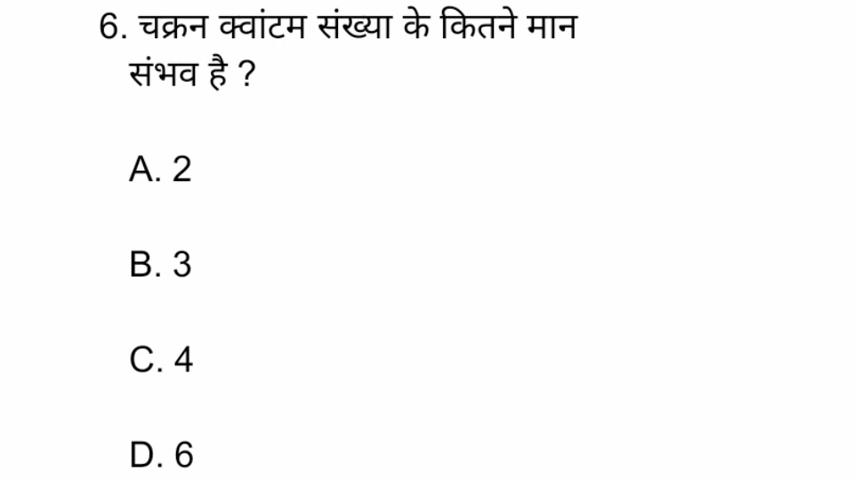 6. चक्रन क्वांटम संख्या के कितने मान
संभव है ?
A. 2
B. 3
C. 4
D. 6